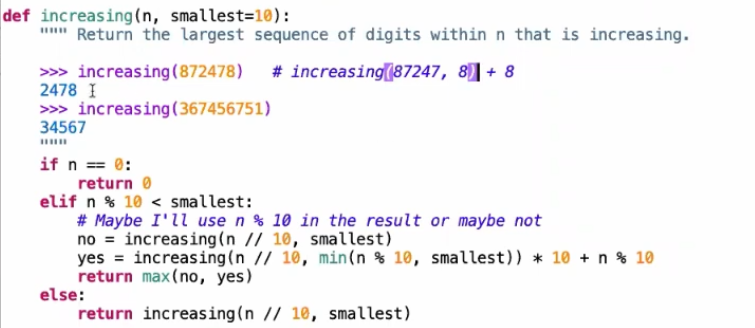 def increasing(n, smallest=10):
    """ Return the largest sequence of digits within n that is increasing.
    >>> increasing(872478)   # increasing(87247, 8) + 8
    2478
    >>> increasing(367456751)
    34567
    """
    if n == 0:
        return 0
    elif n % 10 < smallest:
        # Maybe I'll use n % 10 in the result or maybe not
        no = increasing(n // 10, smallest)
        yes = increasing(n // 10, min(n % 10, smallest)) * 10 + n % 10
        return max(no, yes)
    else:
        return increasing(n // 10, smallest)